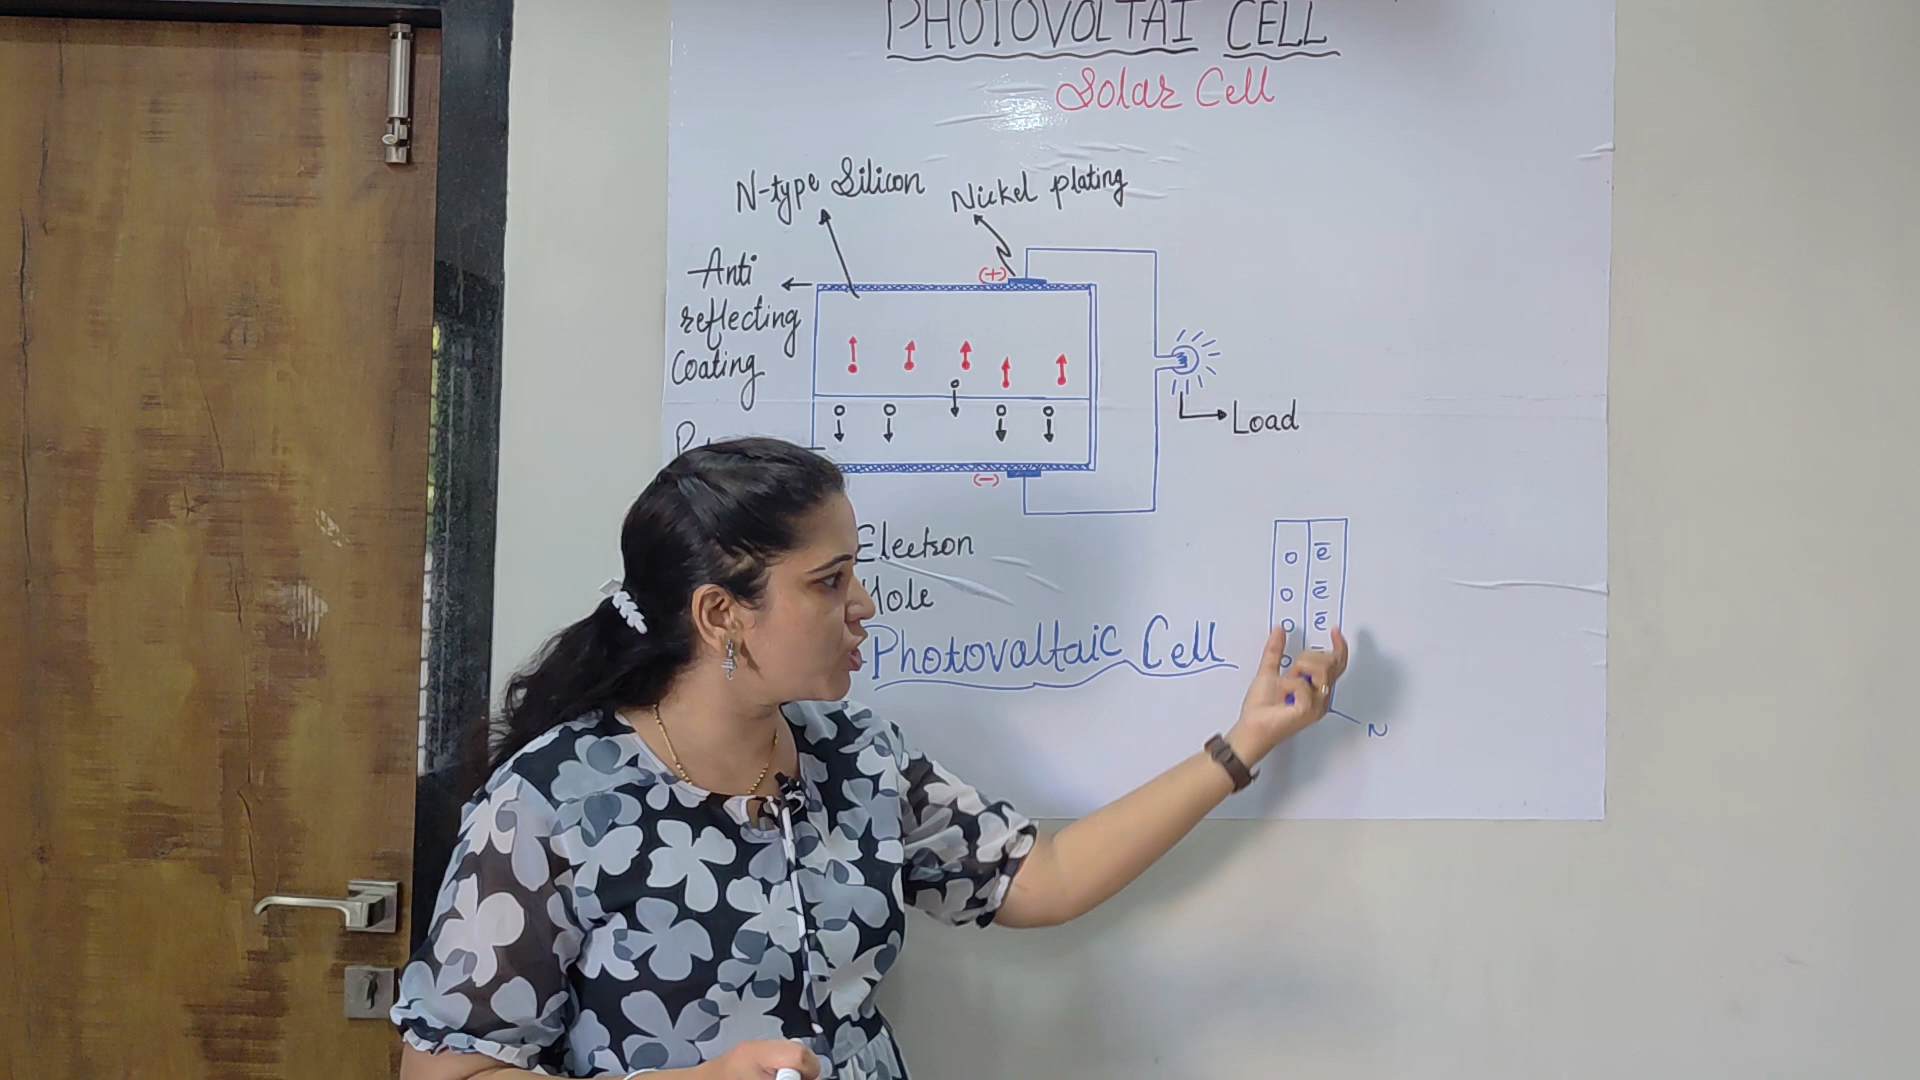 PHOTOVOLTAI CELL
Solar Cell
N-type Silicon
Nickel plating
Anti
reflecting
Coating
(+)
Load
(-)
Electron
Hole
Photovoltaic Cell
ē
ē
ē
N